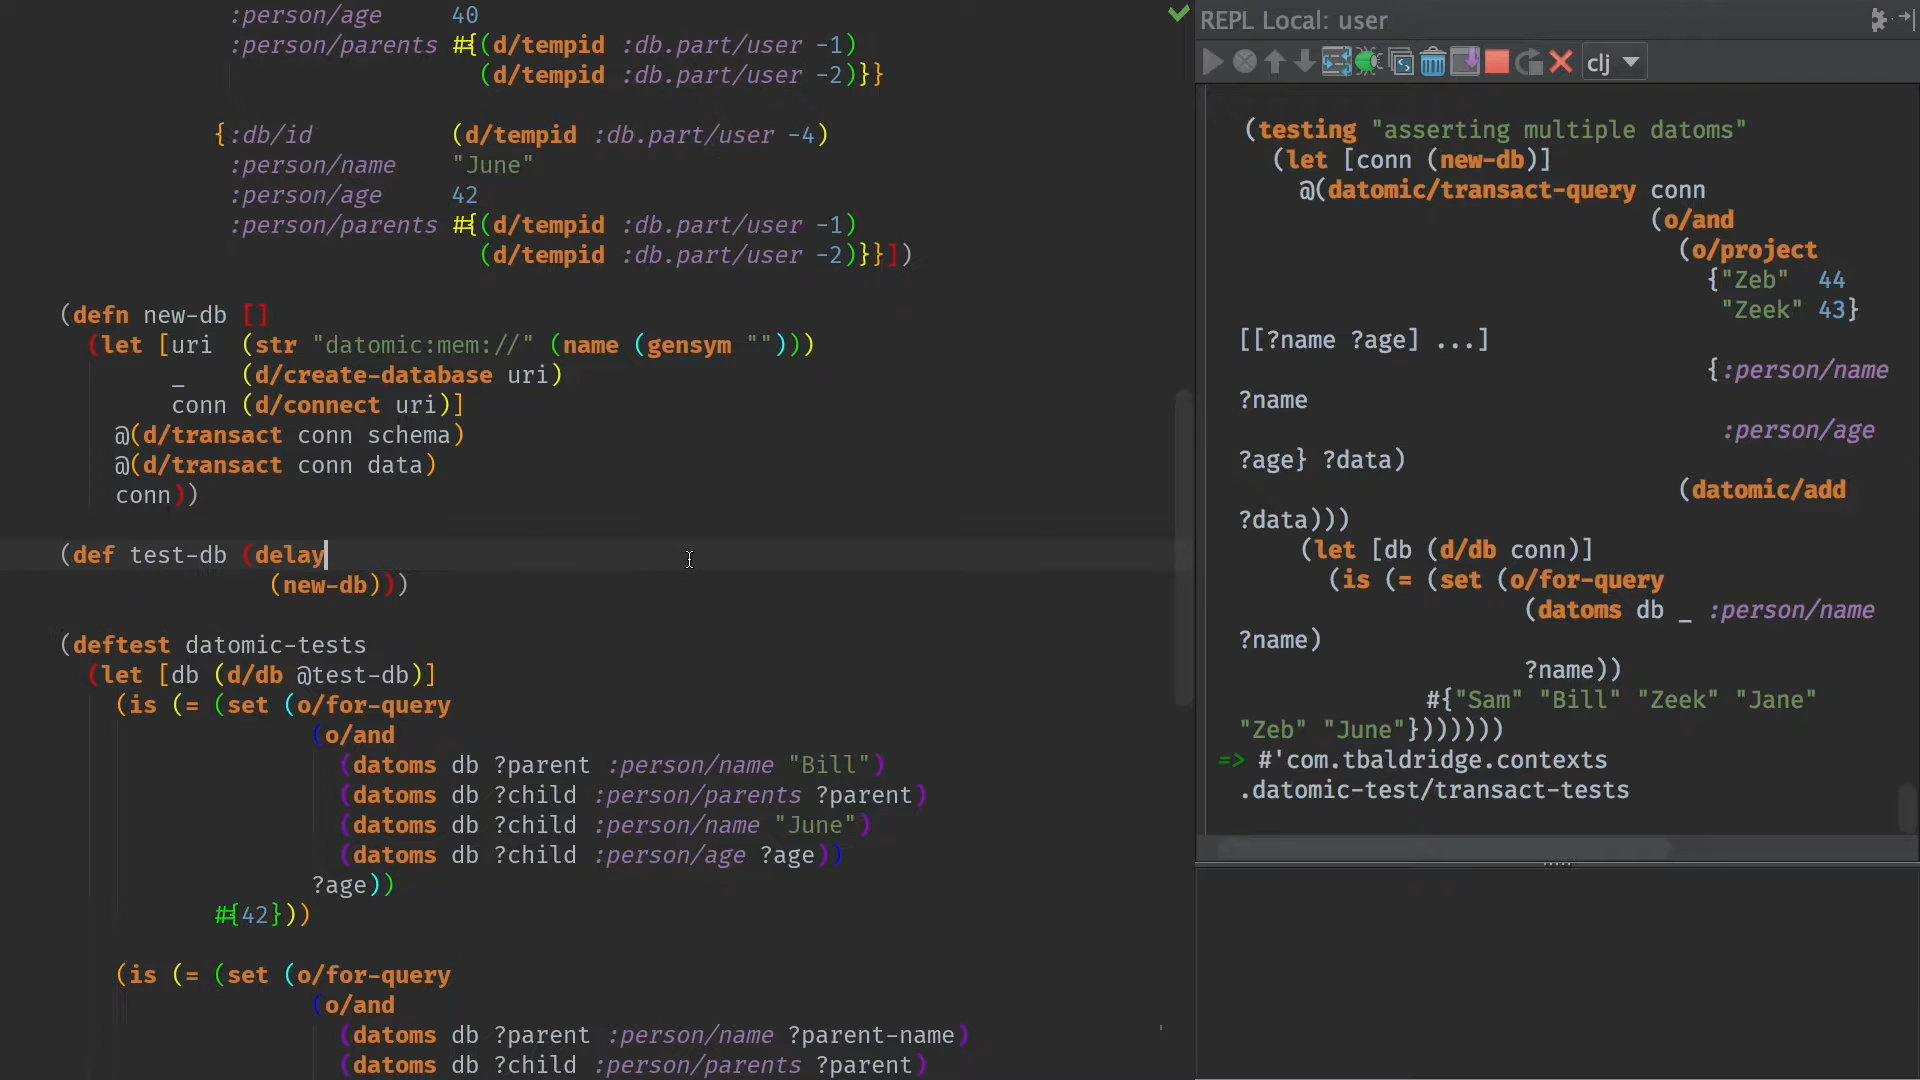 :person/age     40
:person/parents #{(d/tempid :db.part/user -1)
(d/tempid :db.part/user -2)}}
{:db/id          (d/tempid :db.part/user -4)
:person/name    "June"
:person/age     42
:person/parents #{(d/tempid :db.part/user -1)
(d/tempid :db.part/user -2)}}])
(defn new-db []
(let [uri  (str "datomic:mem://" (name (gensym "")))
_    (d/create-database uri)
conn (d/connect uri)]
@(d/transact conn schema)
@(d/transact conn data)
conn))
(def test-db (delay
(new-db)))
(deftest datomic-tests
(let [db (d/db @test-db)]
(is (= (set (o/for-query
(o/and
(datoms db ?parent :person/name "Bill")
(datoms db ?child :person/parents ?parent)
(datoms db ?child :person/name "June")
(datoms db ?child :person/age ?age))
?age))
#{42}))
(is (= (set (o/for-query
(o/and
(datoms db ?parent :person/name ?parent-name)
(datoms db ?child :person/parents ?parent)
REPL Local: user
clj
(testing "asserting multiple datoms"
(let [conn (new-db)]
@(datomic/transact-query conn
(o/and
(o/project
{"Zeb"  44
"Zeek" 43}
[[?name ?age] ...]
{:person/name
?name
:person/age
?age} ?data)
(datomic/add
?data)))
(let [db (d/db conn)]
(is (= (set (o/for-query
(datoms db _ :person/name
?name)
?name))
#{"Sam" "Bill" "Zeek" "Jane"
"Zeb" "June"})))))))
=> #'com.tbaldridge.contexts
.datomic-test/transact-tests